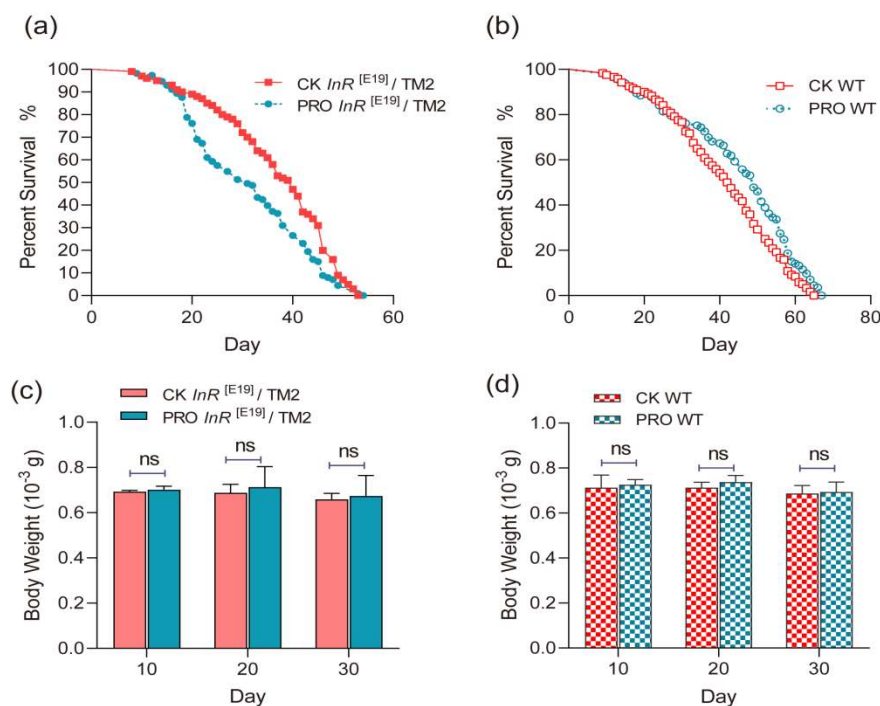 (a)
CK InR [E19] / TM2
PRO InR [E19] / TM2
Percent Survival %
100
90
80
70
60
50
40
30
20
10
0
0 20 40 60
Day
(b)
CK WT
PRO WT
Percent Survival %
100
80
60
40
20
0
0 20 40 60 80
Day
(c)
CK InR [E19] / TM2
PRO InR [E19] / TM2
Body Weight (10-3 g)
1.0
0.8
0.6
0.4
0.2
0.0
ns ns ns
10 20 30
Day
(d)
CK WT
PRO WT
Body Weight (10-3 g)
1.0
0.8
0.6
0.4
0.2
0.0
ns ns ns
10 20 30
Day